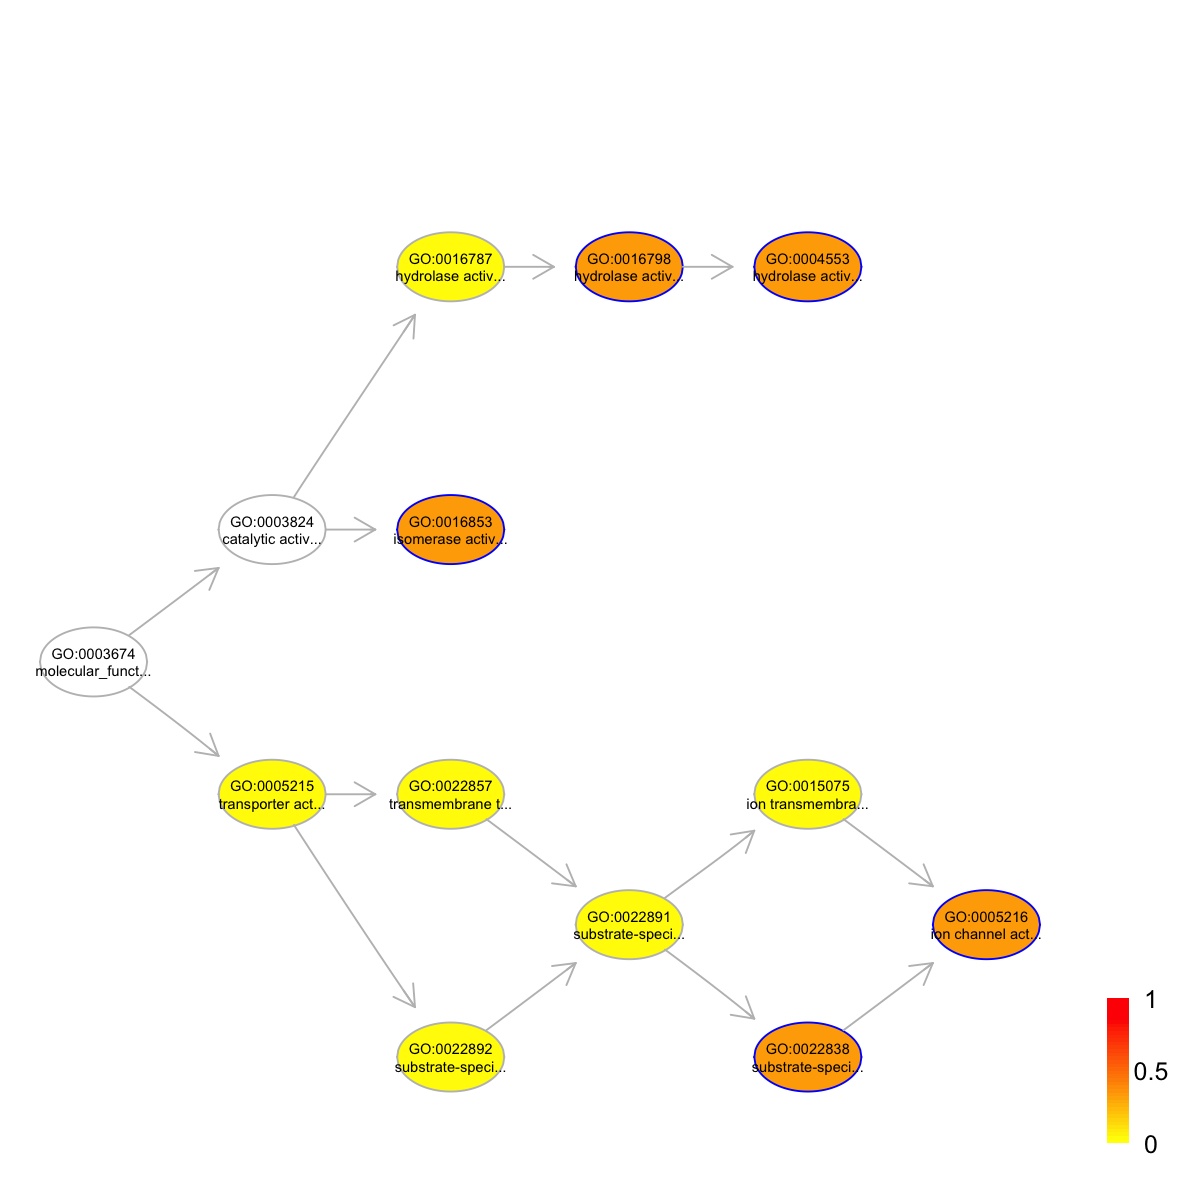 GO:0016787
hydrolase activ...
GO:0016798
hydrolase activ...
GO:0004553
hydrolase activ...
GO:0003824
catalytic activ...
GO:0016853
isomerase activ...
GO:0003674
molecular_funct...
GO:0005215
transporter act...
GO:0022857
transmembrane t...
GO:0015075
ion transmembra...
GO:0022891
substrate-speci...
GO:0005216
ion channel act...
GO:0022892
substrate-speci...
GO:0022838
substrate-speci...
1
0.5
0